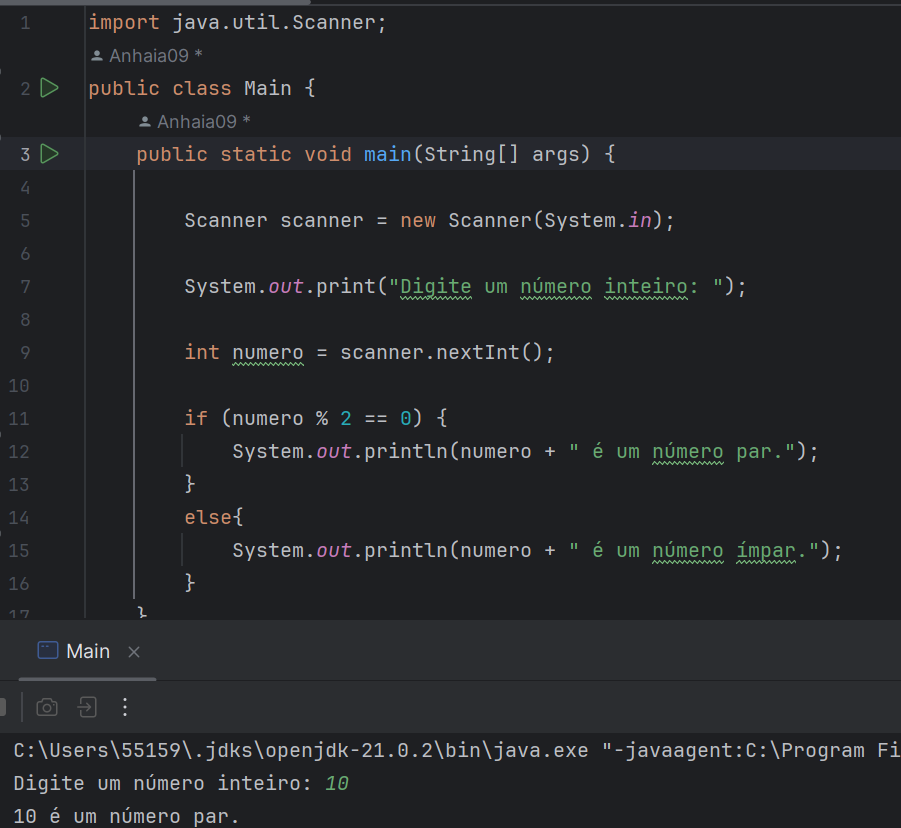 1 import java.util.Scanner;
Anhaia09 *
2 public class Main {
Anhaia09 *
3 public static void main(String[] args) {
4
5 Scanner scanner = new Scanner(System.in);
6
7 System.out.print("Digite um número inteiro: ");
8
9 int numero = scanner.nextInt();
10
11 if (numero % 2 == 0) {
12 System.out.println(numero + " é um número par.");
13 }
14 else{
15 System.out.println(numero + " é um número ímpar.");
16 }
17 }
Main
C:\Users\55159\.jdks\openjdk-21.0.2\bin\java.exe "-javaagent:C:\Program Fi
Digite um número inteiro: 10
10 é um número par.